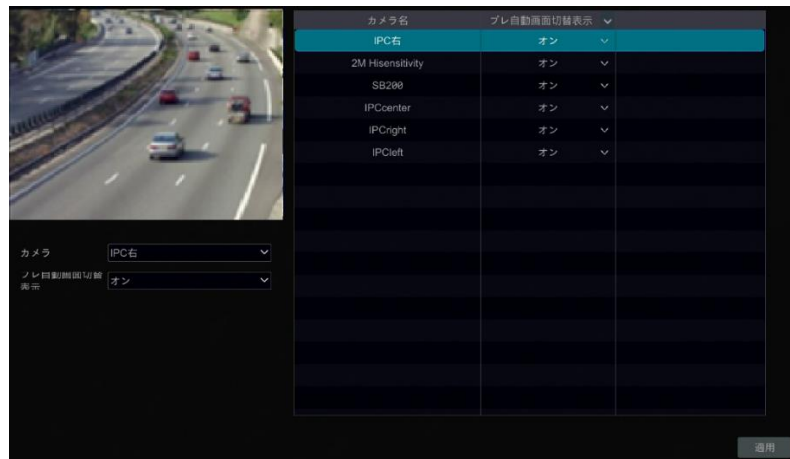 カメラ名 プレ自動画面切替表示
IPC右 オン
2M Hisensitivity オン
SB200 オン
IPCcenter オン
IPCright オン
IPCleft オン
カメラ IPC右
プレ自動画面切替
表示 オン
適用